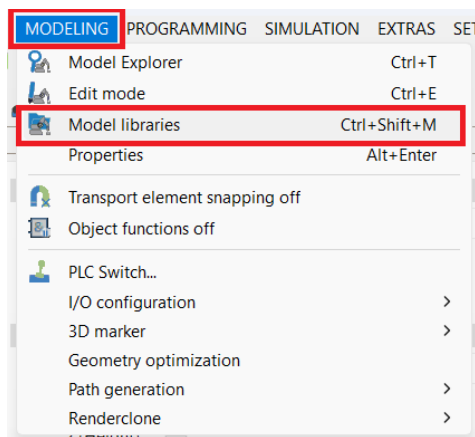 MODELING PROGRAMMING SIMULATION EXTRAS SET
Model Explorer Ctrl+T
Edit mode Ctrl+E
Model libraries Ctrl+Shift+M
Properties Alt+Enter
Transport element snapping off
Object functions off
PLC Switch...
I/O configuration
3D marker
Geometry optimization
Path generation
Renderclone